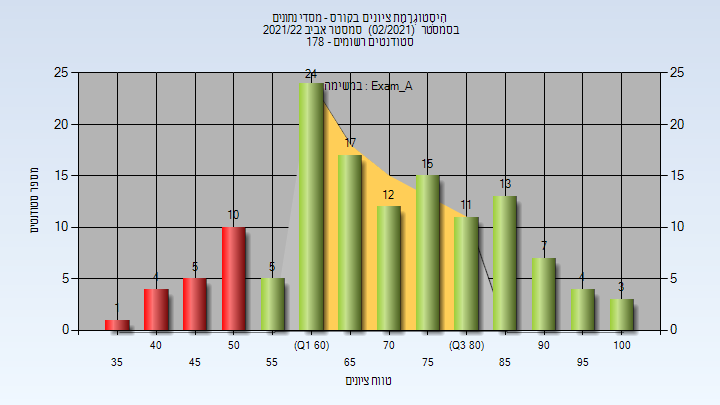 הִיסְטוֹגְרָמַת ציונים בקורס - מסדי נתונים
בסמסטר (02/2021) סמסטר אביב 2021/22
סטודנטים רשומים - 178
במשימה : Exam_A
25 25
20 20
15 15
10 10
5 5
0 0
מספר סטודנטים
1 4 5 10 5 24 17 12 15 11 13 7 4 3
40 50 (Q1 60) 70 (Q3 80) 90 100
35 45 55 65 75 85 95
טווח ציונים